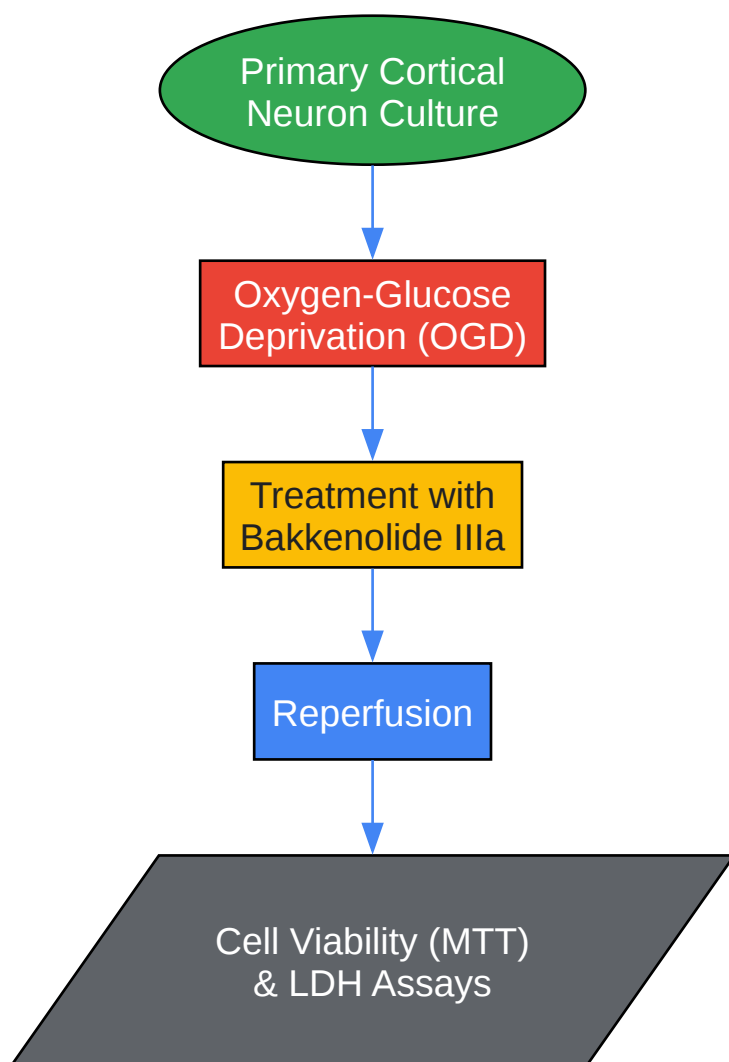 Primary Cortical
Neuron Culture
Oxygen-Glucose
Deprivation (OGD)
Treatment with
Bakkenolide IIIa
Reperfusion
Cell Viability (MTT)
& LDH Assays